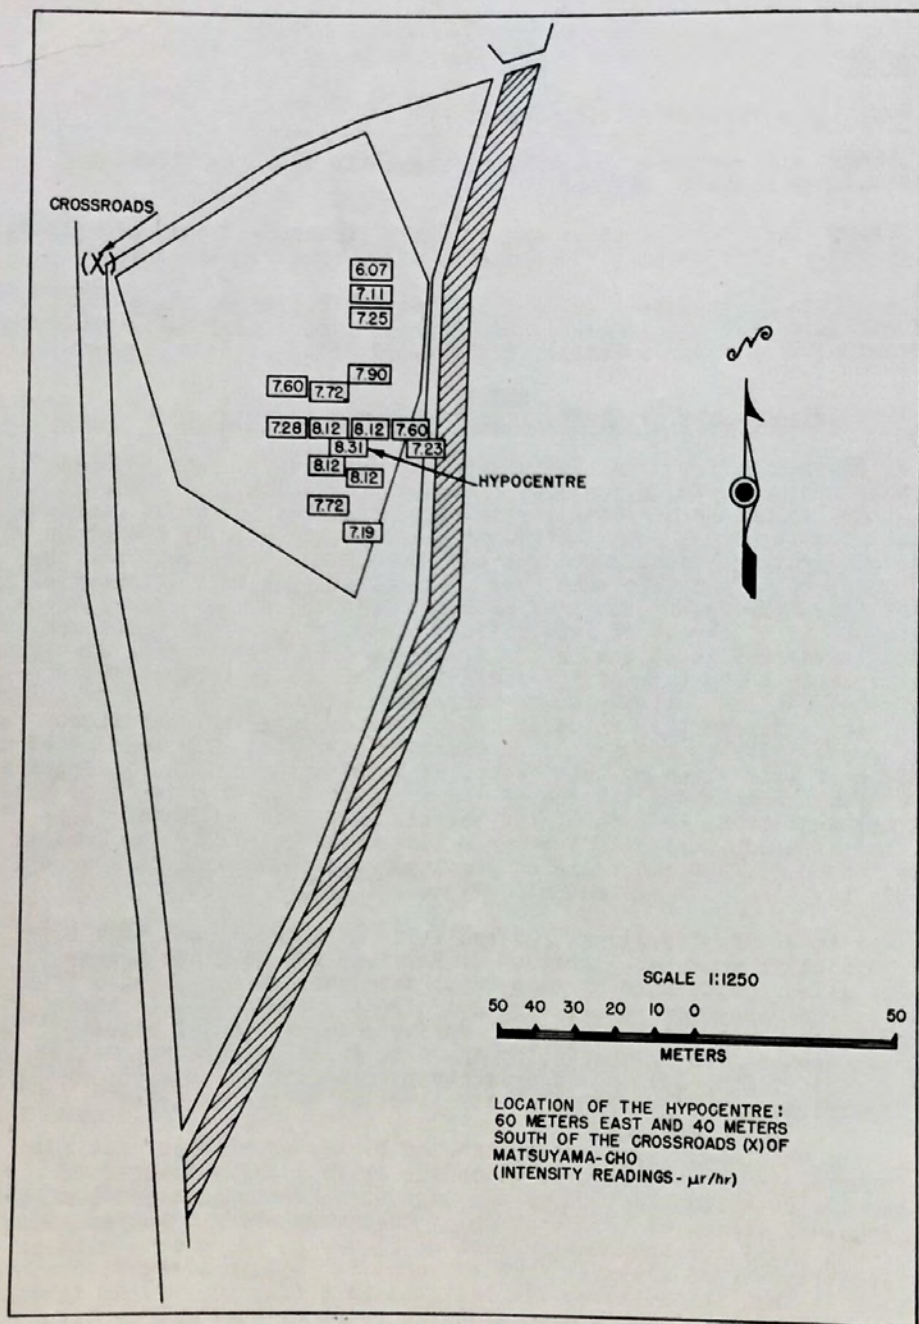 CROSSROADS
(X)
6.07
7.11
7.25
7.90
7.60 7.72
7.28 8.12 8.12 7.60
8.31 7.23
8.12
8.12
HYPOCENTRE
7.72
7.19
N
SCALE 1:1250
50 40 30 20 10 0 50
METERS
LOCATION OF THE HYPOCENTRE:
60 METERS EAST AND 40 METERS
SOUTH OF THE CROSSROADS (X) OF
MATSUYAMA-CHO
(INTENSITY READINGS - µr/hr)